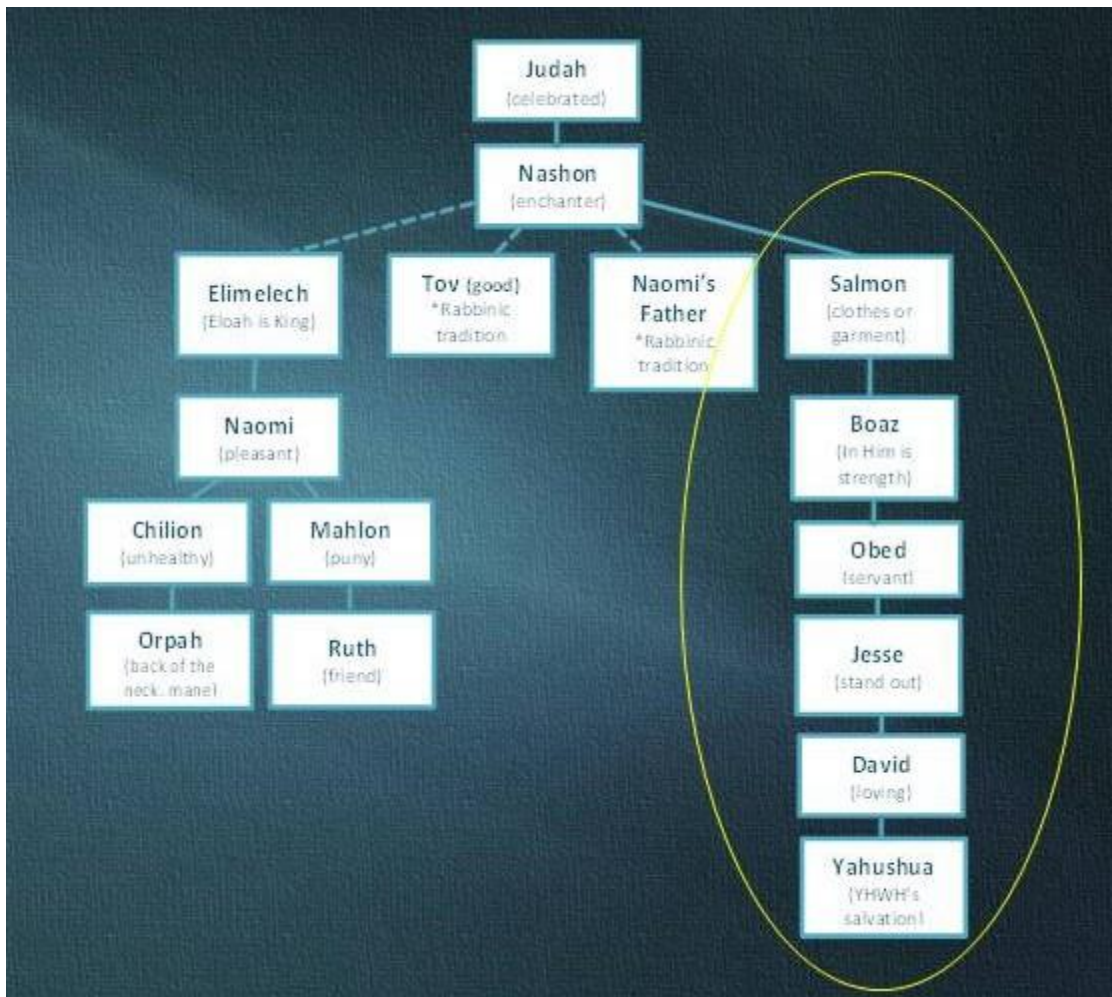 Judah
(celebrated)
Nashon
(enchanter)
Elimelech
(Eloah is King)
Tov (good)
*Rabbinic
tradition
Naomi's
Father
*Rabbinic
tradition
Salmon
(clothes or
garment)
Naomi
(pleasant)
Boaz
(In Him is
strength)
Chilion
(unhealthy)
Mahlon
(puny)
Obed
(servant)
Orpah
(back of the
neck, mane)
Ruth
(friend)
Jesse
(stand out)
David
(loving)
Yahushua
(YHWH's
salvation)